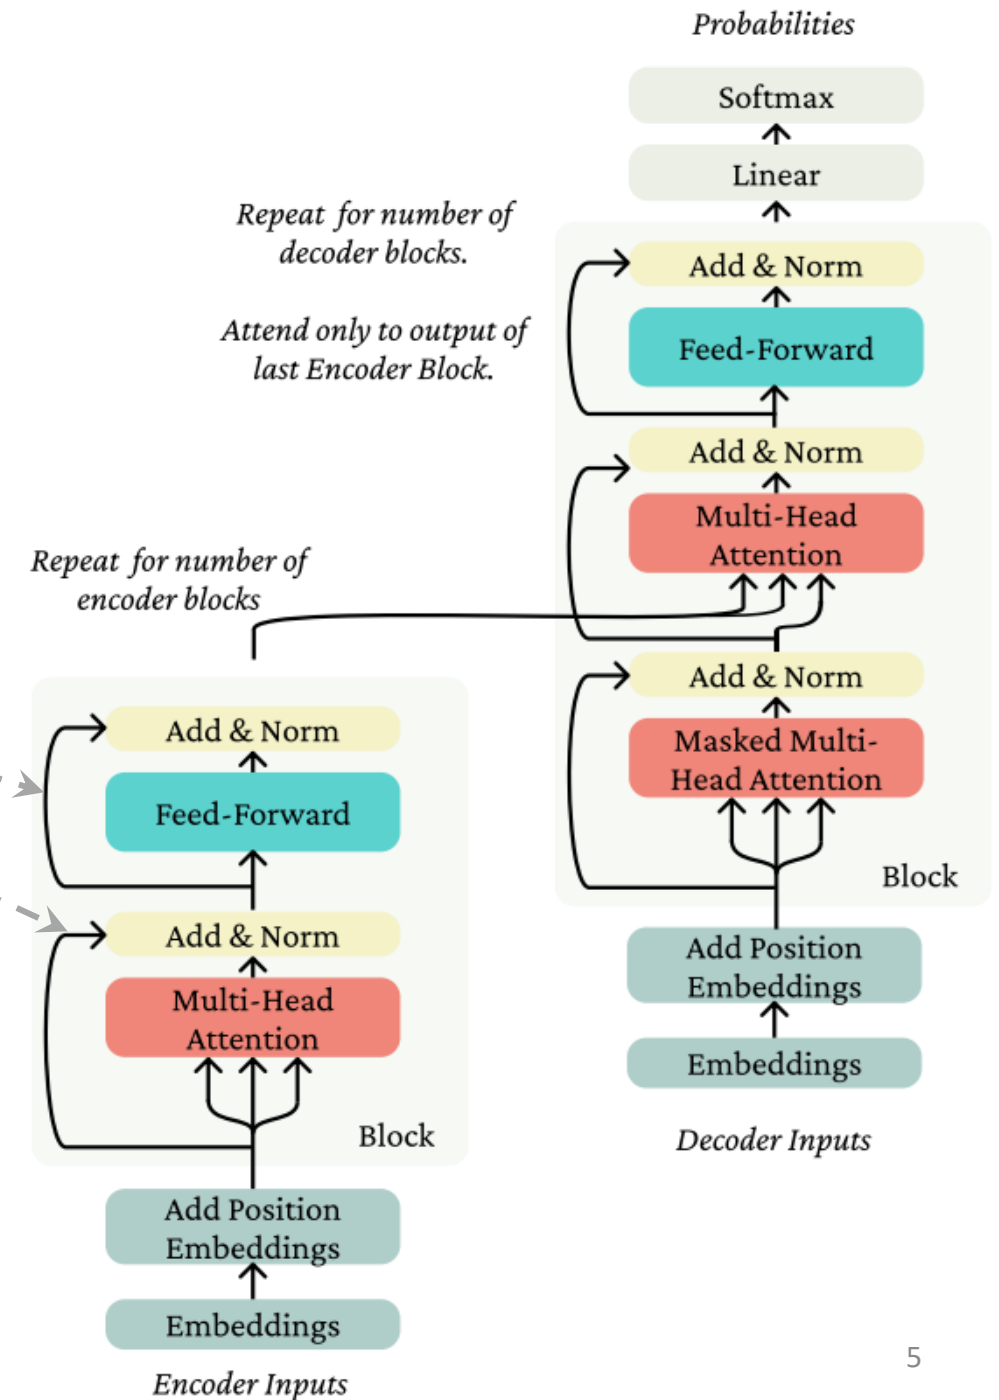 Probabilities
Softmax
Linear
Repeat for number of
decoder blocks.
Attend only to output of
last Encoder Block.
Add & Norm
Feed-Forward
Add & Norm
Multi-Head
Attention
Add & Norm
Masked Multi-
Head Attention
Block
Add Position
Embeddings
Embeddings
Decoder Inputs
Repeat for number of
encoder blocks
Add & Norm
Feed-Forward
Add & Norm
Multi-Head
Attention
Block
Add Position
Embeddings
Embeddings
Encoder Inputs
5